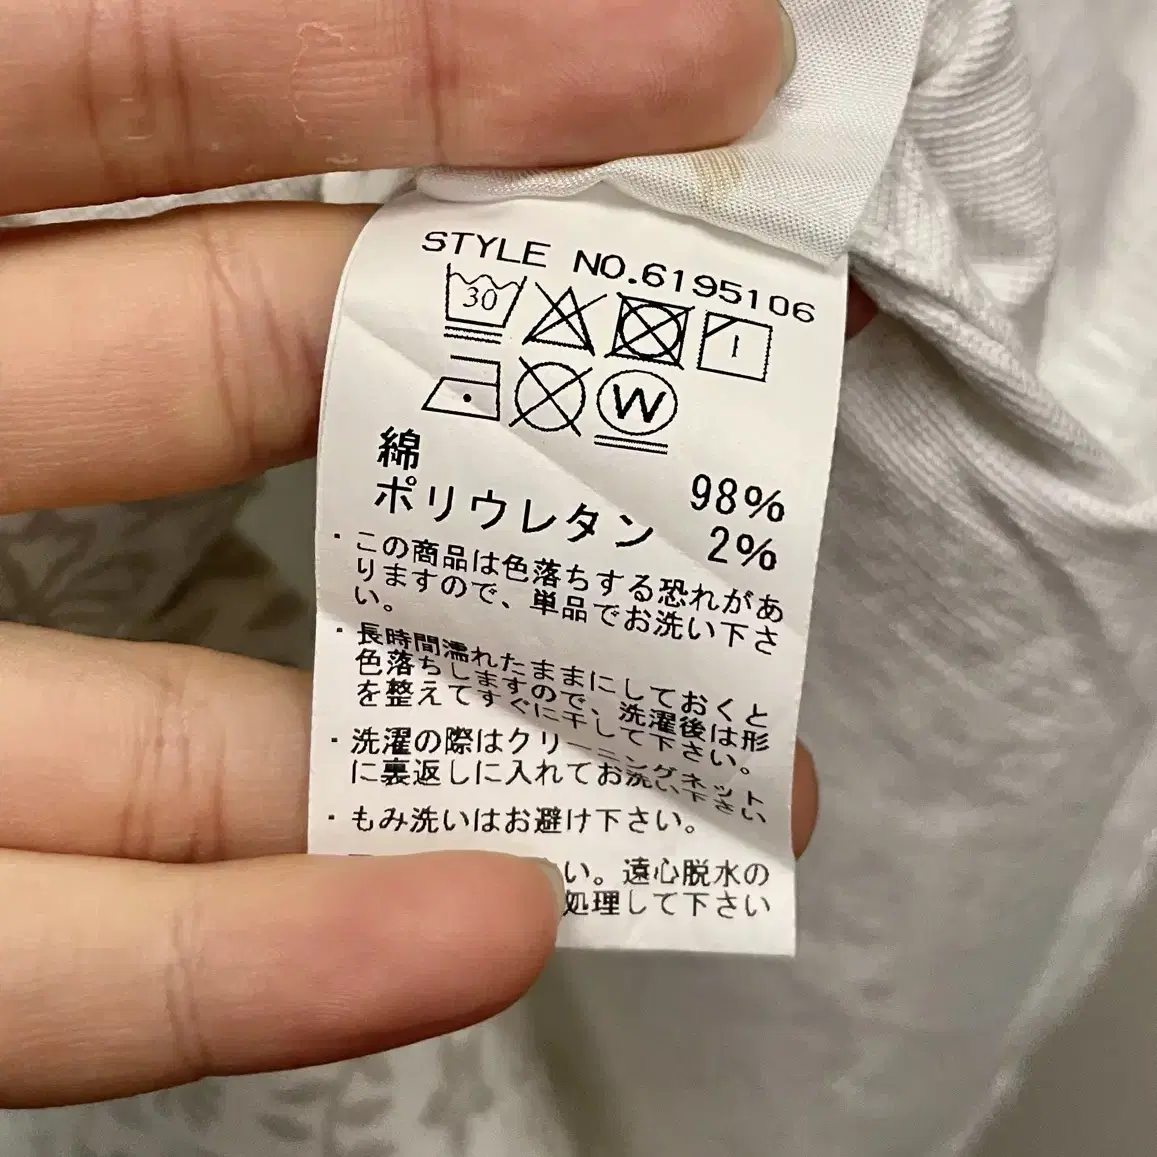 STYLE NO.6195106
30
W
綿 98%
ポリウレタン 2%
・この商品は色落ちする恐れがあ
りますので、単品でお洗い下さ
い。
・長時間濡れたままにしておくと
色落ちしますので、洗濯後は形
を整えてすぐに干して下さい。
・洗濯の際はクリーニングネット
に裏返しに入れてお洗い下さい
・もみ洗いはお避け下さい。
い。遠心脱水の
処理して下さい